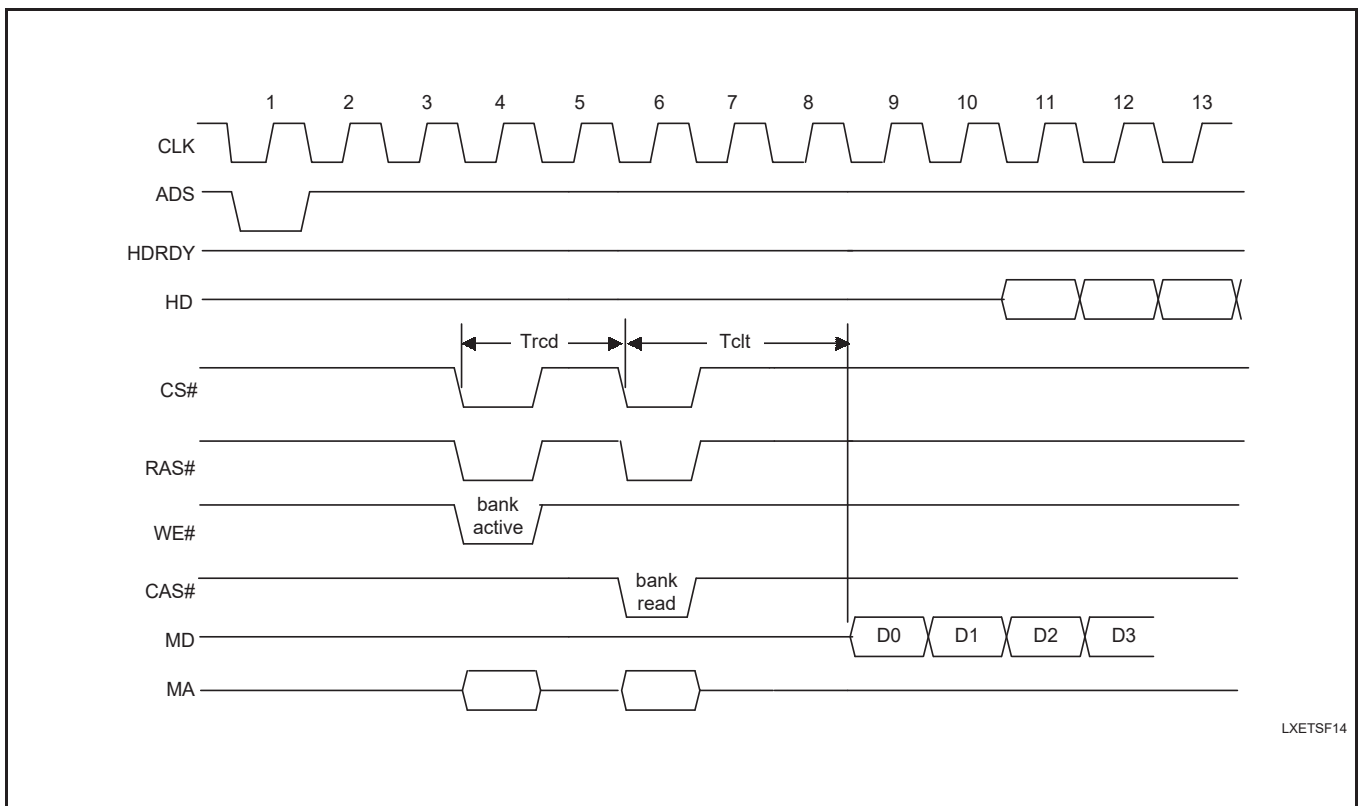 1 2 3 4 5 6 7 8 9 10 11 12 13
CLK
ADS
HDRDY
HD
Trcd Tclt
CS#
RAS#
bank
active
WE#
bank
read
CAS#
MD D0 D1 D2 D3
MA
LXETSF14